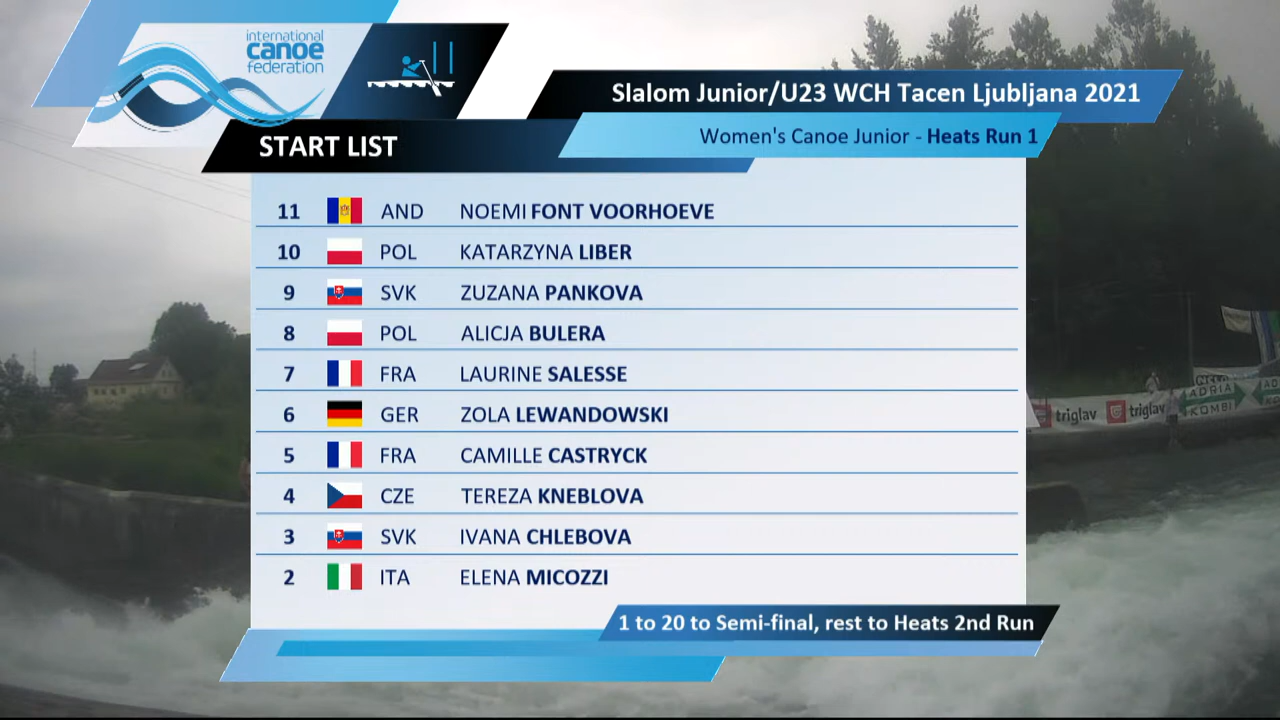 international
canoe
federation
Slalom Junior/U23 WCH Tacen Ljubljana 2021
Women's Canoe Junior - Heats Run 1
START LIST
11 AND NOEMI FONT VOORHOEVE
10 POL KATARZYNA LIBER
9 SVK ZUZANA PANKOVA
8 POL ALICJA BULERA
7 FRA LAURINE SALESSE
6 GER ZOLA LEWANDOWSKI
5 FRA CAMILLE CASTRYCK
4 CZE TEREZA KNEBLOVA
3 SVK IVANA CHLEBOVA
2 ITA ELENA MICOZZI
1 to 20 to Semi-final, rest to Heats 2nd Run
triglav triglav
ADRIA
KOMBI